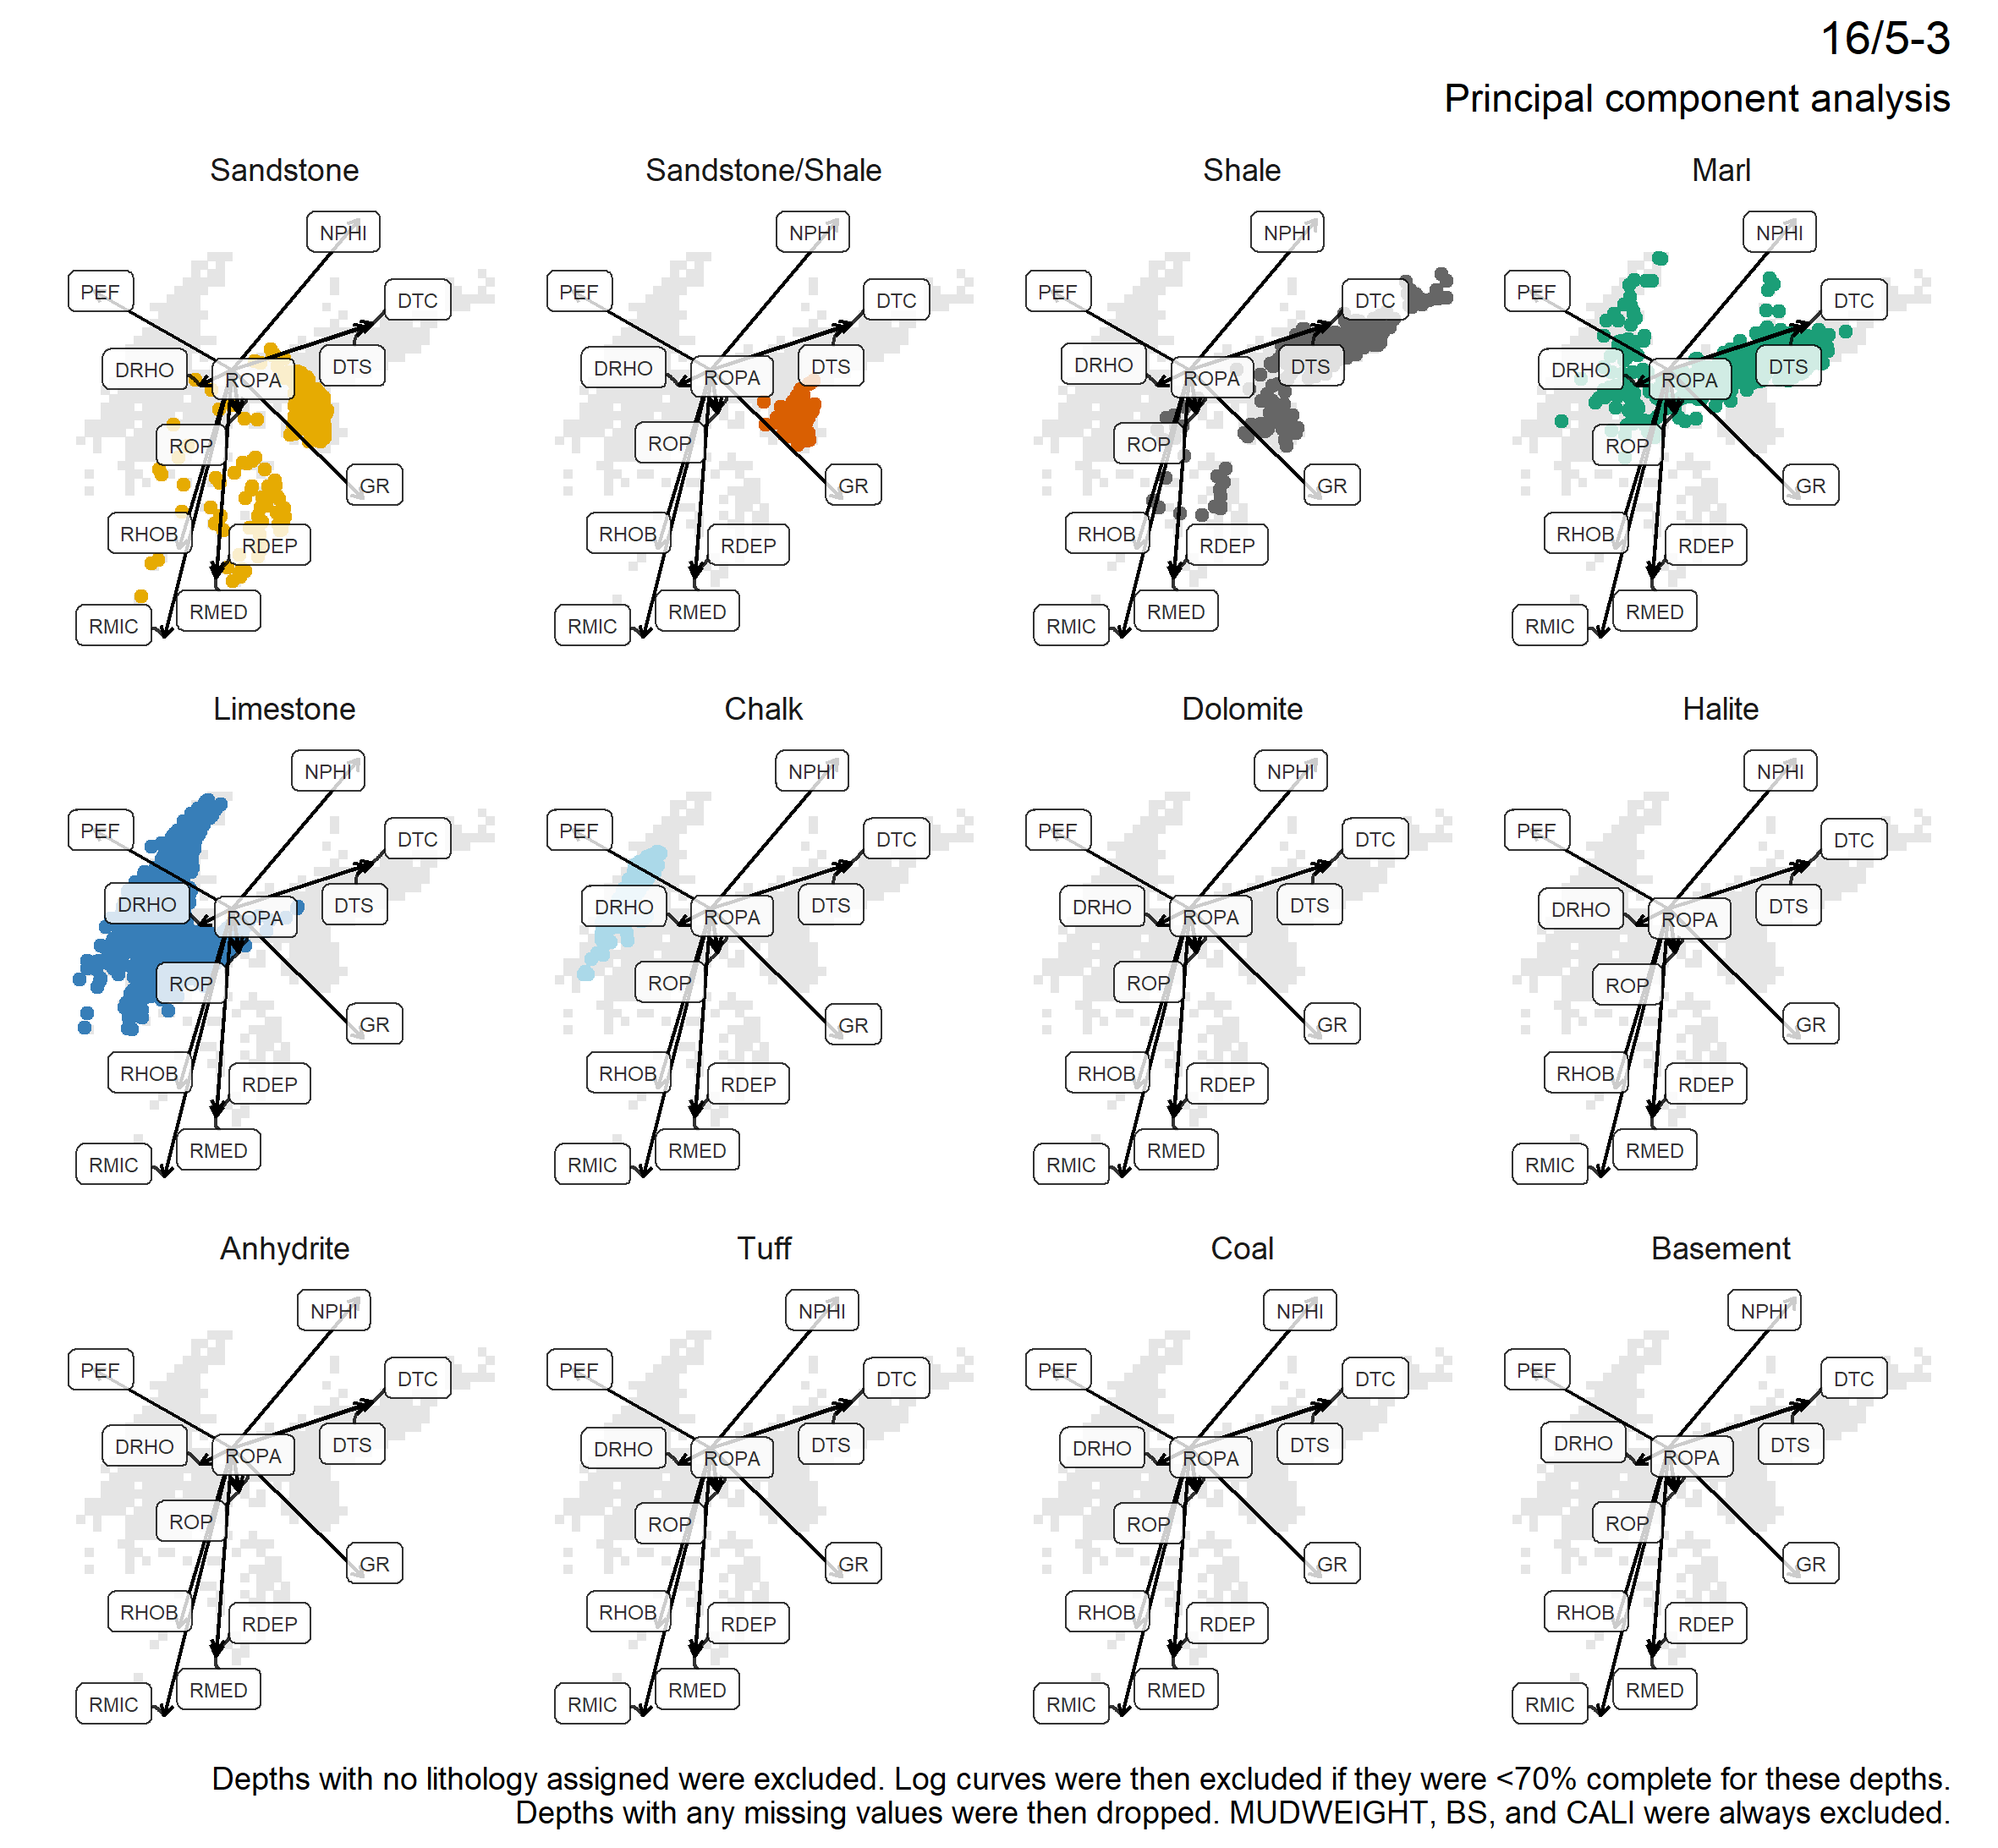 16/5-3
Principal component analysis
Sandstone
NPHI
PEF
DTC
DRHO
DTS
ROPA
ROP
GR
RHOB
RDEP
RMED
RMIC
Sandstone/Shale
NPHI
PEF
DTC
DRHO
DTS
ROPA
ROP
GR
RHOB
RDEP
RMED
RMIC
Shale
NPHI
PEF
DTC
DRHO
DTS
ROPA
ROP
GR
RHOB
RDEP
RMED
RMIC
Marl
NPHI
PEF
DTC
DRHO
DTS
ROPA
ROP
GR
RHOB
RDEP
RMED
RMIC
Limestone
NPHI
PEF
DTC
DRHO
DTS
ROPA
ROP
GR
RHOB
RDEP
RMED
RMIC
Chalk
NPHI
PEF
DTC
DRHO
DTS
ROPA
ROP
GR
RHOB
RDEP
RMED
RMIC
Dolomite
NPHI
PEF
DTC
DRHO
DTS
ROPA
ROP
GR
RHOB
RDEP
RMED
RMIC
Halite
NPHI
PEF
DTC
DRHO
DTS
ROPA
ROP
GR
RHOB
RDEP
RMED
RMIC
Anhydrite
NPHI
PEF
DTC
DRHO
DTS
ROPA
ROP
GR
RHOB
RDEP
RMED
RMIC
Tuff
NPHI
PEF
DTC
DRHO
DTS
ROPA
ROP
GR
RHOB
RDEP
RMED
RMIC
Coal
NPHI
PEF
DTC
DRHO
DTS
ROPA
ROP
GR
RHOB
RDEP
RMED
RMIC
Basement
NPHI
PEF
DTC
DRHO
DTS
ROPA
ROP
GR
RHOB
RDEP
RMED
RMIC
Depths with no lithology assigned were excluded. Log curves were then excluded if they were <70% complete for these depths.
Depths with any missing values were then dropped. MUDWEIGHT, BS, and CALI were always excluded.